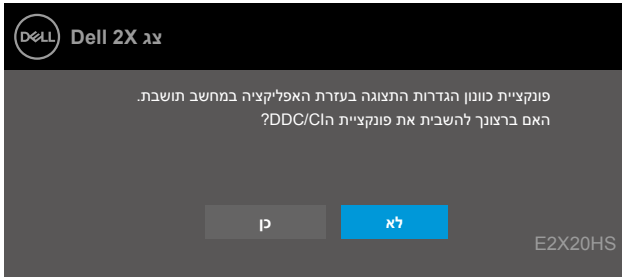 DELL צג Dell 2X
פונקציית כוונון הגדרות התצוגה בעזרת האפליקציה במחשב תושבת.
האם ברצונך להשבית את פונקציית הDDC/CI?
לא כן
E2X20HS